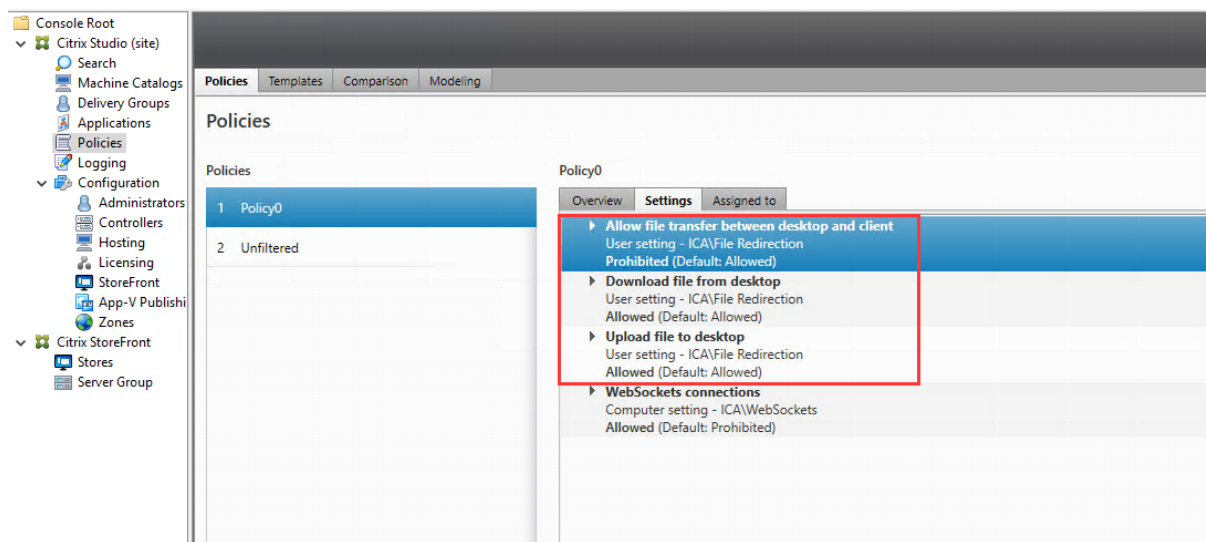 Console Root
Citrix Studio (site)
Search
Machine Catalogs
Delivery Groups
Applications
Policies
Logging
Configuration
Administrators
Controllers
Hosting
Licensing
StoreFront
App-V Publishi
Zones
Citrix StoreFront
Stores
Server Group
Policies Templates Comparison Modeling
Policies
Policies
1 Policy0
2 Unfiltered
Policy0
Overview Settings Assigned to
Allow file transfer between desktop and client
User setting - ICA\File Redirection
Prohibited (Default: Allowed)
Download file from desktop
User setting - ICA\File Redirection
Allowed (Default: Allowed)
Upload file to desktop
User setting - ICA\File Redirection
Allowed (Default: Allowed)
WebSockets connections
Computer setting - ICA\WebSockets
Allowed (Default: Prohibited)